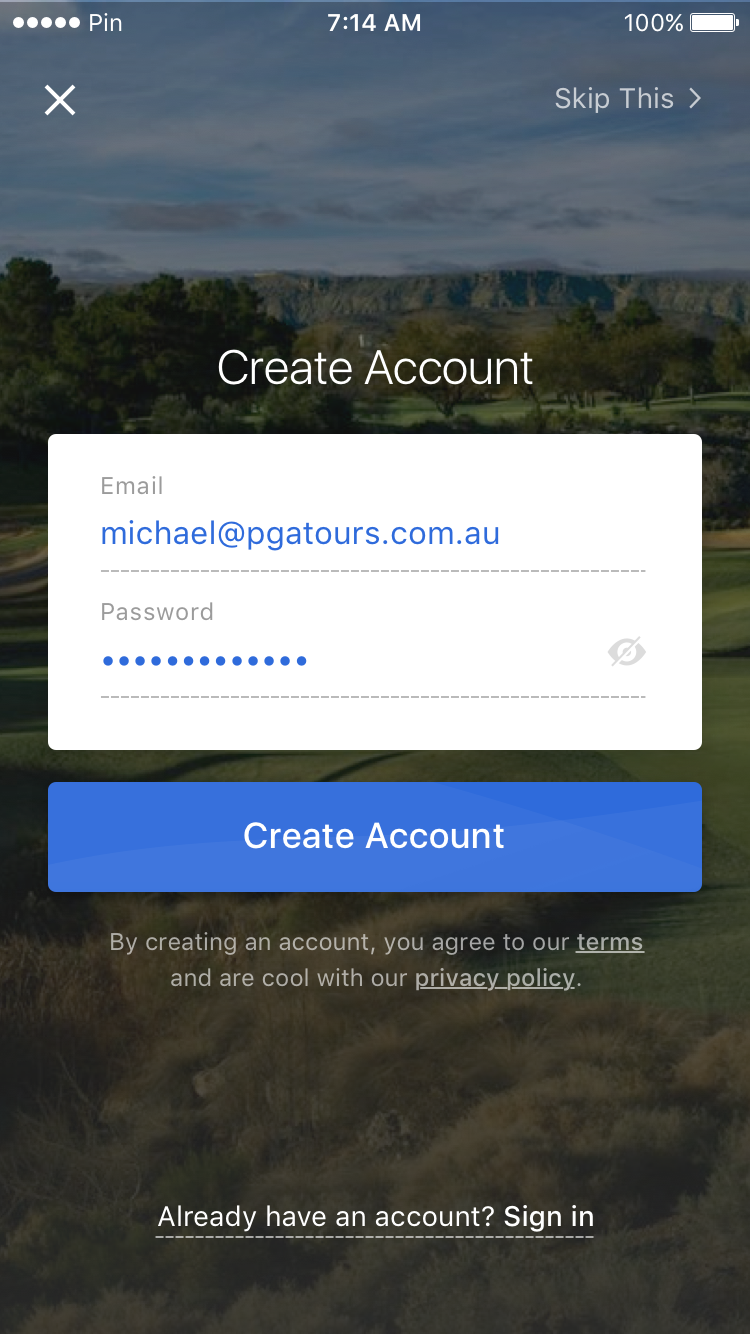 Pin
7:14 AM
100%
Skip This
Create Account
Email
michael@pgatours.com.au
Password
Create Account
By creating an account, you agree to our terms
and are cool with our privacy policy.
Already have an account? Sign in